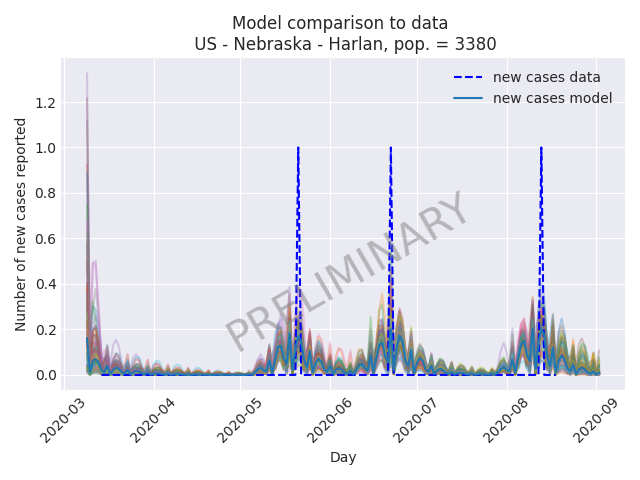 Model comparison to data
US - Nebraska - Harlan, pop. = 3380
new cases data
new cases model
Number of new cases reported
1.2
1.0
0.8
0.6
0.4
0.2
0.0
PRELIMINARY
2020-03
2020-04
2020-05
2020-06
2020-07
2020-08
2020-09
Day